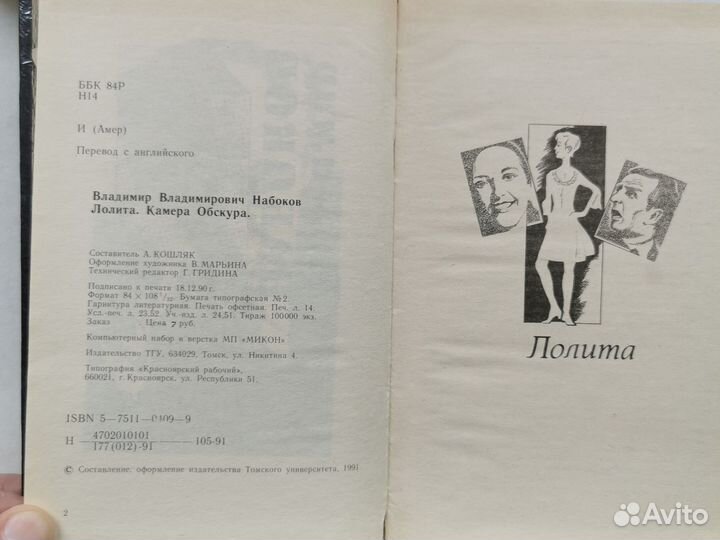 ББК 84Р
Н14
И (Амер)
Перевод с английского
Владимир Владимирович Набоков
Лолита. Камера Обскура.
Составитель А. КОШЛЯК
Оформление художника В. МАРЬИНА
Технический редактор Г. ГРИДИНА
Подписано к печати 18.12.90 г.
Формат 84 × 108 1/32. Бумага типографская № 2.
Гарнитура литературная. Печать офсетная. Печ. л. 14.
Усл.-печ. л. 23,52. Уч.-изд. л. 24,51. Тираж 100000 экз.
Заказ . Цена 7 руб.
Компьютерный набор и верстка МП «МИКОН»
Издательство ТГУ, 634029, Томск, ул. Никитина 4.
Типография «Красноярский рабочий»,
660021, г. Красноярск, ул. Республики 51.
ISBN 5—7511—0409—9
Н 4702010101 / 177(012)-91 105-91
© Составление, оформление издательства Томского университета, 1991
2
Лолита
Avito